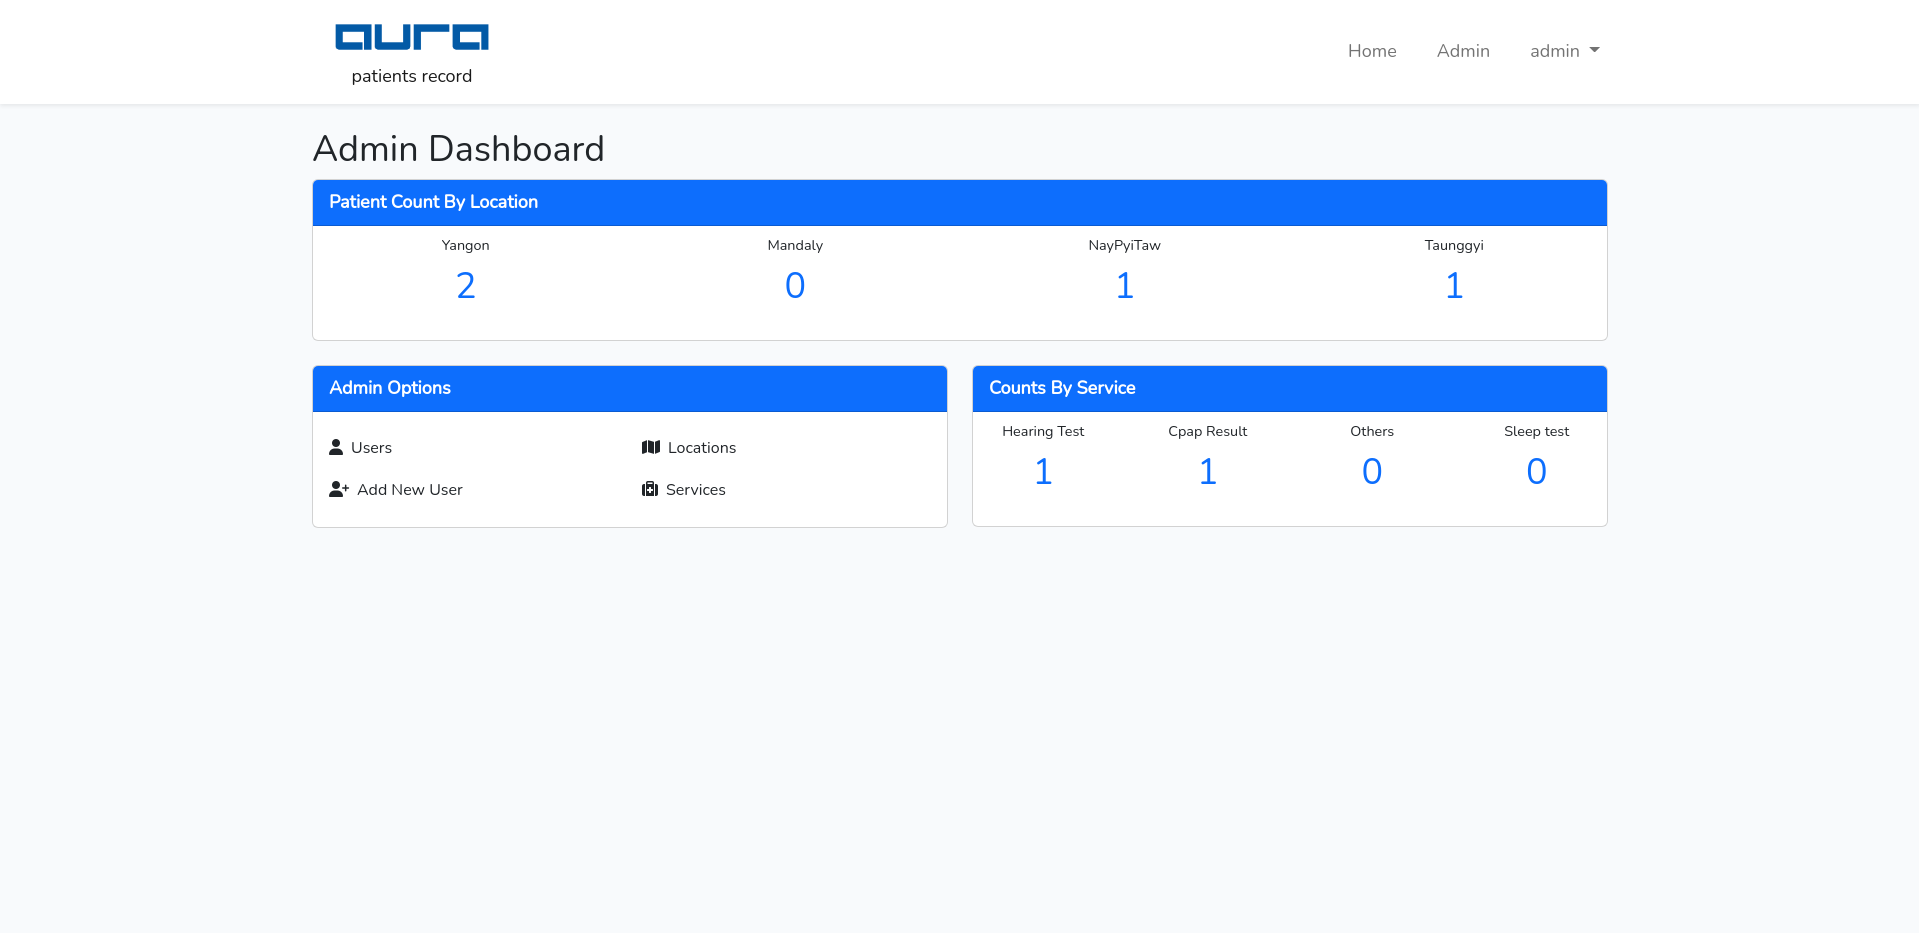 aura
patients record
Home Admin admin
Admin Dashboard
Patient Count By Location
Yangon Mandaly NayPyiTaw Taunggyi
2 0 1 1
Admin Options
Users Locations
Add New User Services
Counts By Service
Hearing Test Cpap Result Others Sleep test
1 1 0 0